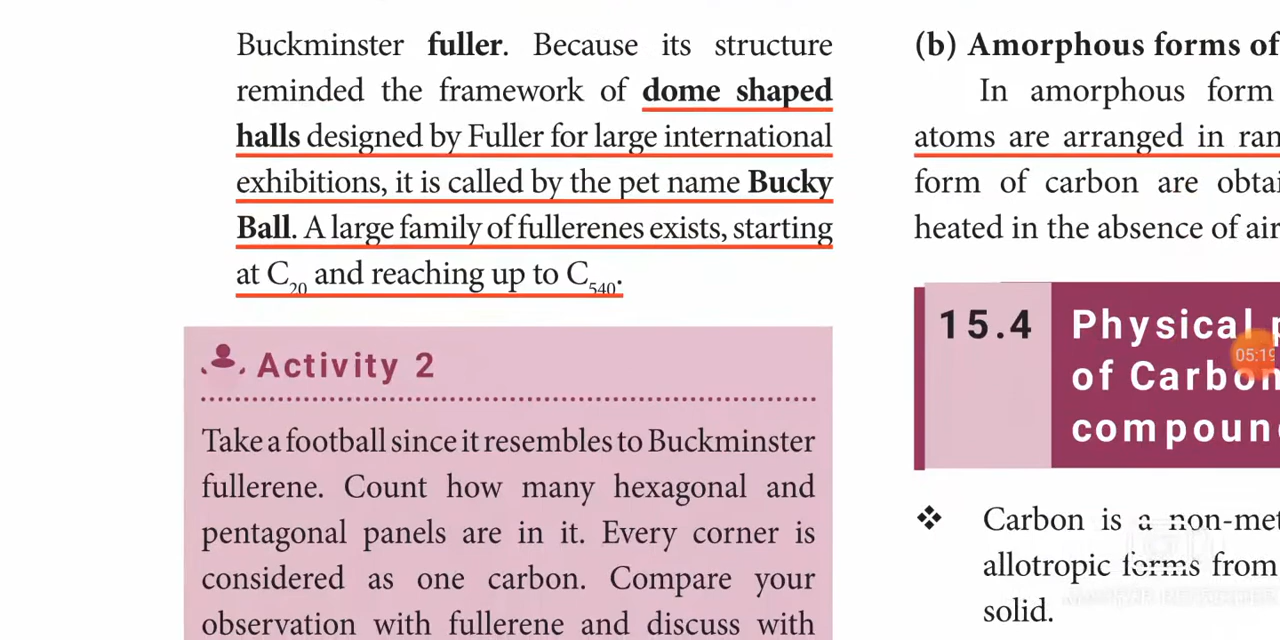 Buckminster fuller. Because its structure
reminded the framework of dome shaped
halls designed by Fuller for large international
exhibitions, it is called by the pet name Bucky
Ball. A large family of fullerenes exists, starting
at C20 and reaching up to C540.
Activity 2
Take a football since it resembles to Buckminster
fullerene. Count how many hexagonal and
pentagonal panels are in it. Every corner is
considered as one carbon. Compare your
observation with fullerene and discuss with
(b) Amorphous forms of
In amorphous form
atoms are arranged in ran
form of carbon are obtai
heated in the absence of air
15.4
Physical p
of Carbon
compoun
05:19
❖ Carbon is a non-met
allotropic forms from
solid.